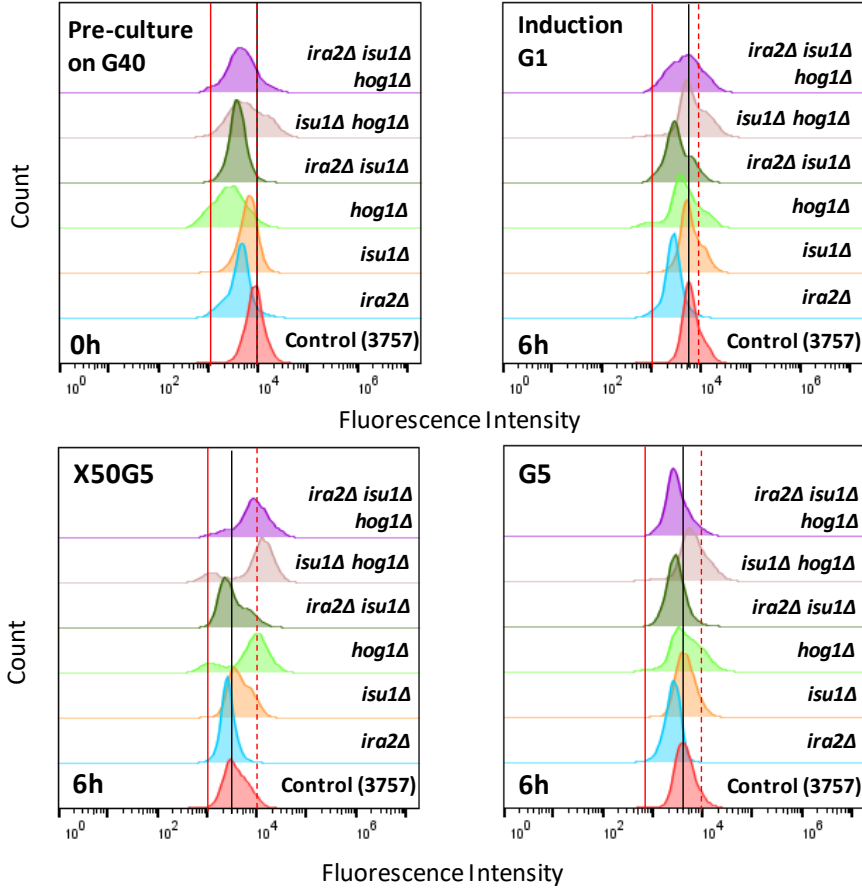 Pre-culture
on G40
ira2Δ isu1Δ
hog1Δ
isu1Δ hog1Δ
ira2Δ isu1Δ
hog1Δ
isu1Δ
ira2Δ
Control (3757)
0h
10^0 10^2 10^4 10^6
Induction
G1
ira2Δ isu1Δ
hog1Δ
isu1Δ hog1Δ
ira2Δ isu1Δ
hog1Δ
isu1Δ
ira2Δ
Control (3757)
6h
10^0 10^2 10^4 10^6
Count
Fluorescence Intensity
X50G5
ira2Δ isu1Δ
hog1Δ
isu1Δ hog1Δ
ira2Δ isu1Δ
hog1Δ
isu1Δ
ira2Δ
Control (3757)
6h
10^0 10^2 10^4 10^6
G5
ira2Δ isu1Δ
hog1Δ
isu1Δ hog1Δ
ira2Δ isu1Δ
hog1Δ
isu1Δ
ira2Δ
Control (3757)
6h
10^0 10^2 10^4 10^6
Count
Fluorescence Intensity